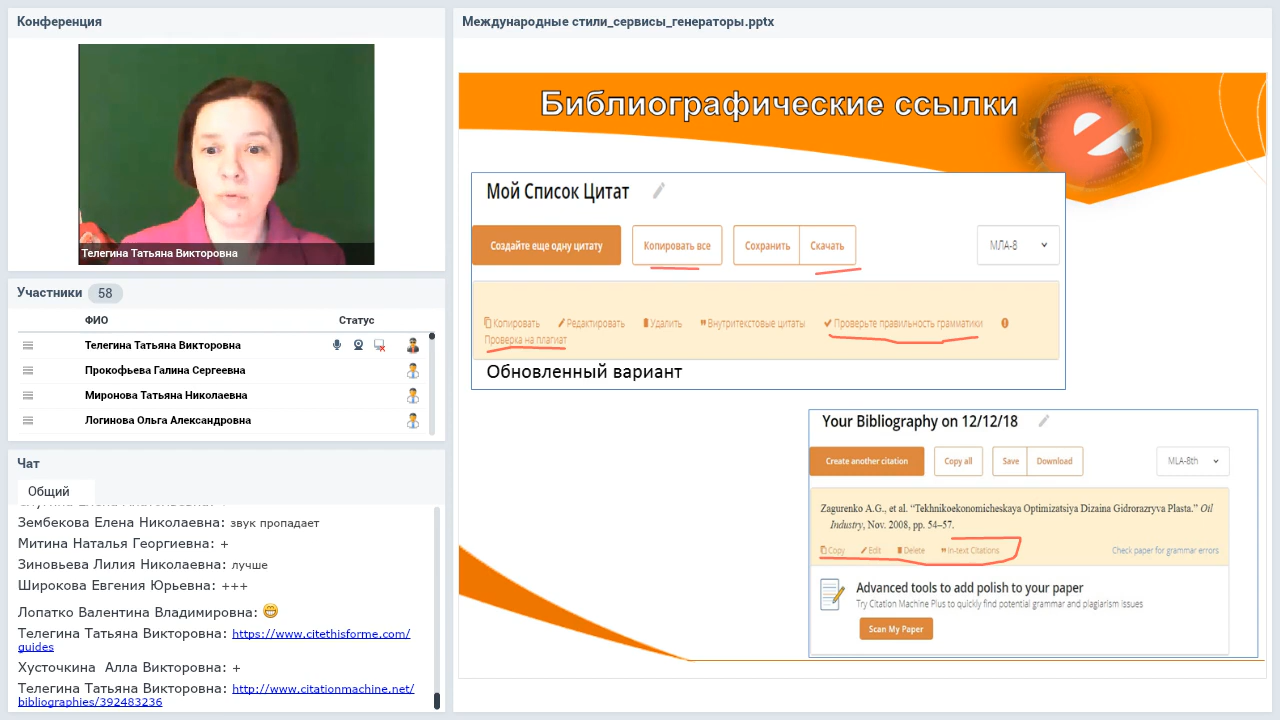 Конференция
Телегина Татьяна Викторовна
Участники 58
ФИО Статус
Телегина Татьяна Викторовна
Прокофьева Галина Сергеевна
Миронова Татьяна Николаевна
Логинова Ольга Александровна
Чат
Общий
Зембекова Елена Николаевна: звук пропадает
Митина Наталья Георгиевна: +
Зиновьева Лилия Николаевна: лучше
Широкова Евгения Юрьевна: +++
Лопатко Валентина Владимировна: 😁
Телегина Татьяна Викторовна: https://www.citethisforme.com/
guides
Хусточкина Алла Викторовна: +
Телегина Татьяна Викторовна: http://www.citationmachine.net/
bibliographies/392483236
Международные стили_сервисы_генераторы.pptx
Библиографические ссылки
Мой Список Цитат
Создайте еще одну цитату Копировать все Сохранить Скачать МЛА-8
Копировать Редактировать Удалить Внутритекстовые цитаты Проверьте правильность грамматики
Проверка на плагиат
Обновленный вариант
Your Bibliography on 12/12/18
Create another citation Copy all Save Download MLA-8th
Zagurenko A.G., et al. “Tekhnikoekonomicheskaya Optimizatsiya Dizaina Gidrorazryva Plasta.” Oil
Industry, Nov. 2008, pp. 54–57.
Copy Edit Delete In-text Citations Check paper for grammar errors
Advanced tools to add polish to your paper
Try Citation Machine Plus to quickly find potential grammar and plagiarism issues
Scan My Paper